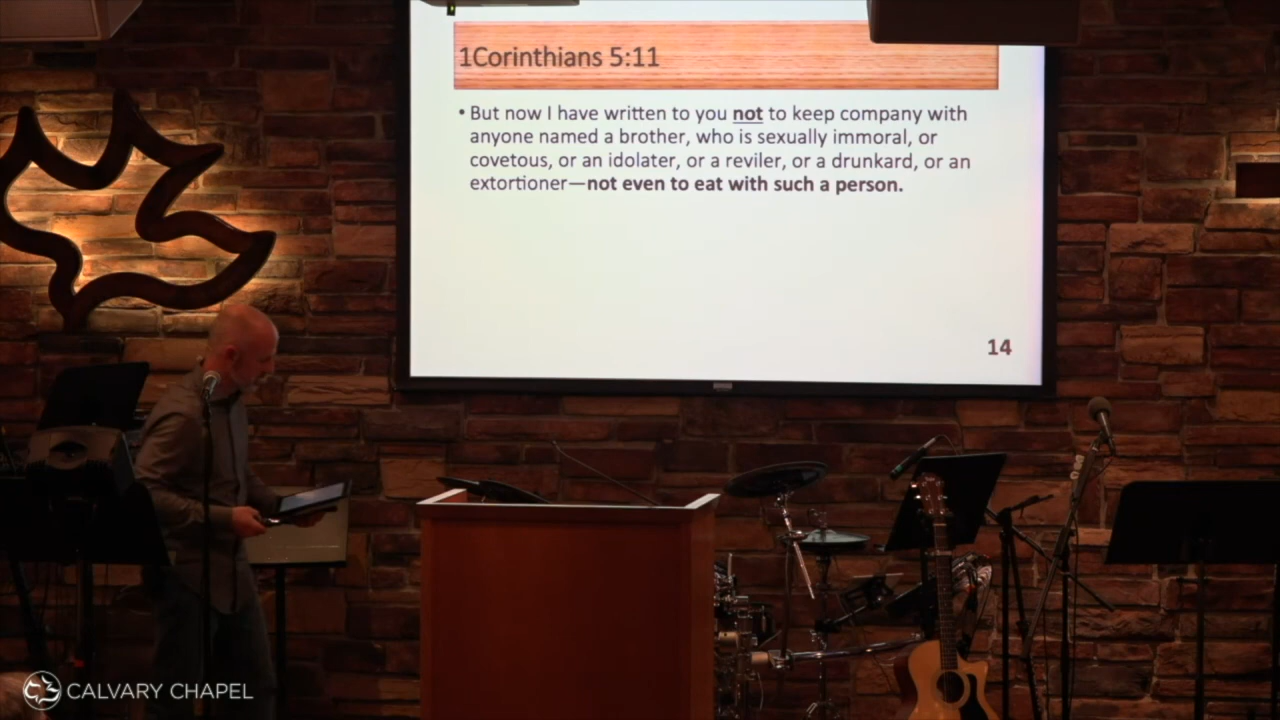 1Corinthians 5:11
• But now I have written to you not to keep company with
anyone named a brother, who is sexually immoral, or
covetous, or an idolater, or a reviler, or a drunkard, or an
extortioner—not even to eat with such a person.
14
CALVARY CHAPEL